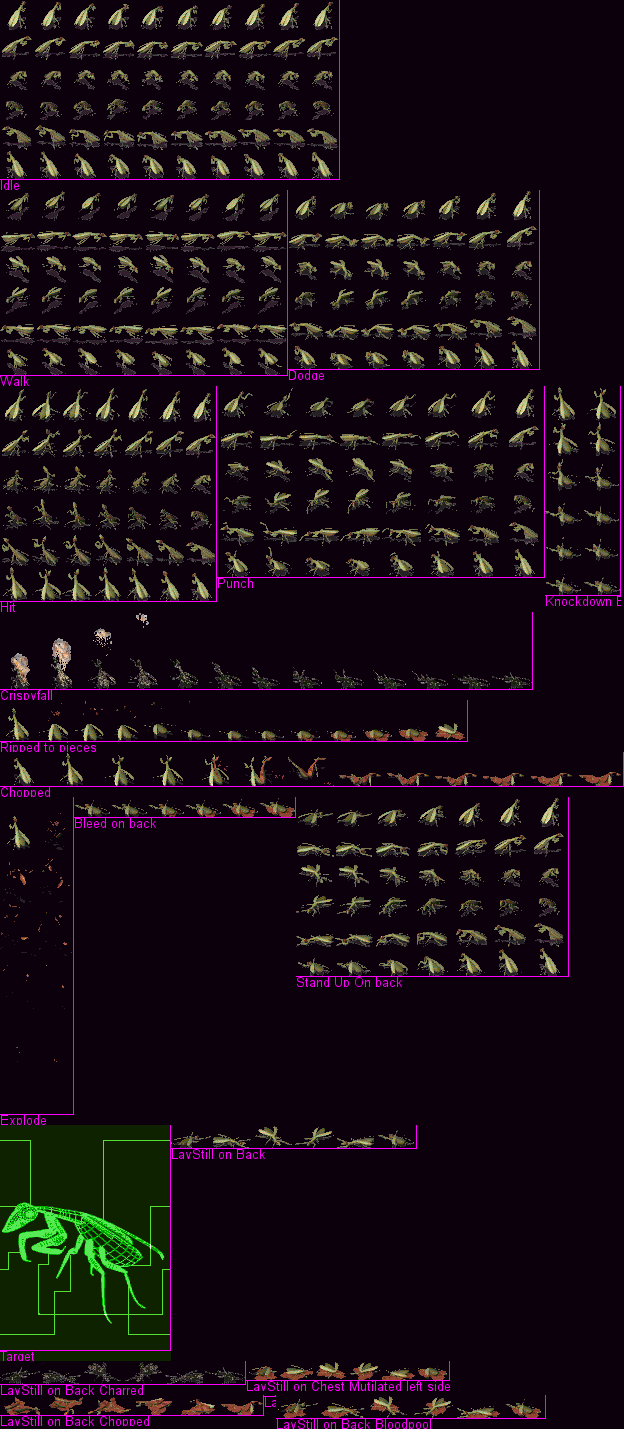 Idle
Walk
Dodge
Hit
Punch
Knockdown
Crispyfall
Ripped to pieces
Chopped
Bleed on back
Stand Up On back
Explode
LayStill on Back
Target
LayStill on Back Charred
LayStill on Chest Mutilated left side
LayStill on Back Chopped
La
LayStill on Back Bloodpool